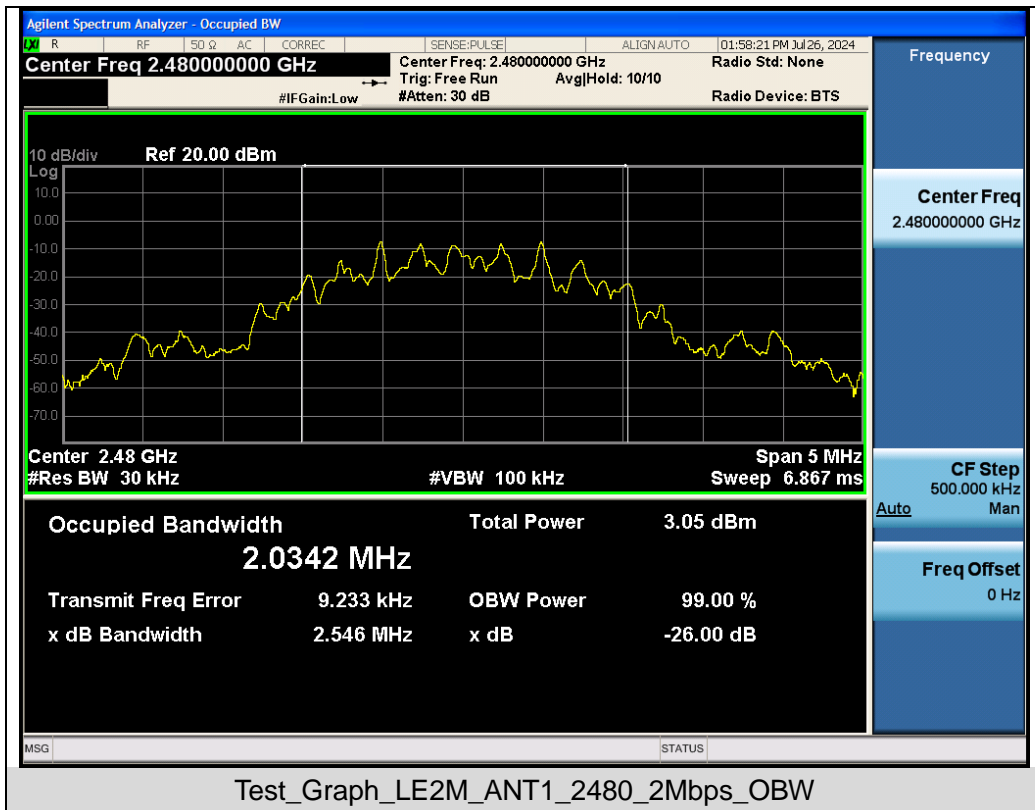 Agilent Spectrum Analyzer - Occupied BW
LXI R RF 50 Ω AC CORREC SENSE:PULSE ALIGN AUTO 01:58:21 PM Jul 26, 2024
Center Freq 2.480000000 GHz
Center Freq: 2.480000000 GHz
Radio Std: None
Trig: Free Run Avg|Hold: 10/10
#IFGain:Low
#Atten: 30 dB
Radio Device: BTS
10 dB/div Ref 20.00 dBm
Log
10.0
0.00
-10.0
-20.0
-30.0
-40.0
-50.0
-60.0
-70.0
Center 2.48 GHz Span 5 MHz
#Res BW 30 kHz #VBW 100 kHz Sweep 6.867 ms
Occupied Bandwidth Total Power 3.05 dBm
2.0342 MHz
Transmit Freq Error 9.233 kHz OBW Power 99.00 %
x dB Bandwidth 2.546 MHz x dB -26.00 dB
Frequency
Center Freq
2.480000000 GHz
CF Step
500.000 kHz
Auto Man
Freq Offset
0 Hz
MSG STATUS
Test_Graph_LE2M_ANT1_2480_2Mbps_OBW